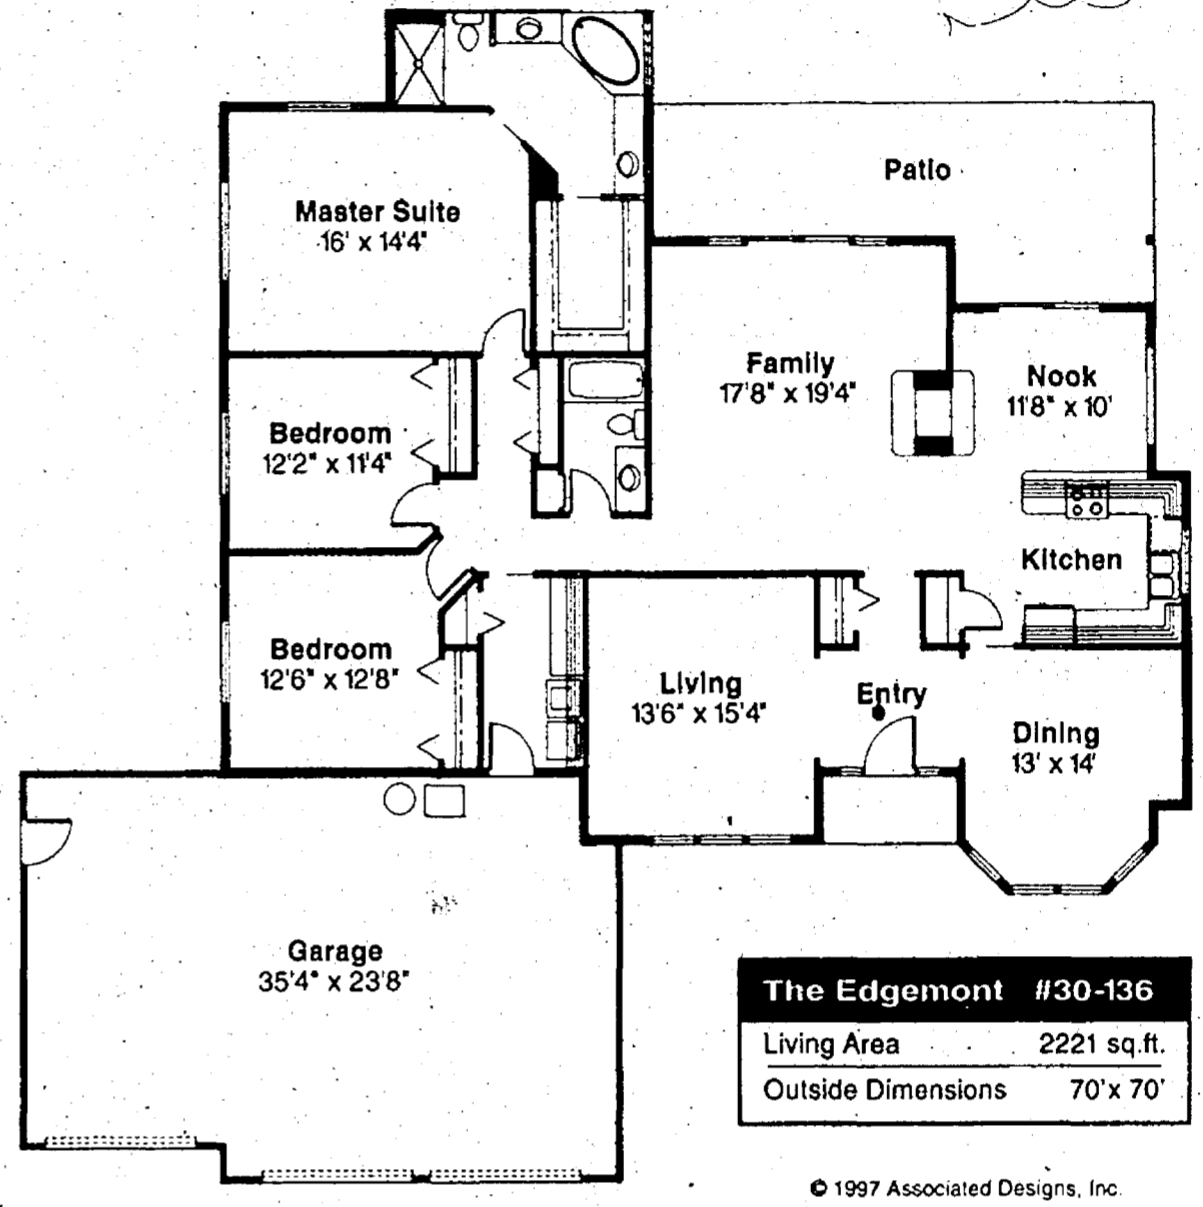 Patio
Master Suite
16' x 14'4"
Family
17'8" x 19'4"
Nook
11'8" x 10'
Bedroom
12'2" x 11'4"
Kitchen
Bedroom
12'6" x 12'8"
Living
13'6" x 15'4"
Entry
Dining
13' x 14'
Garage
35'4" x 23'8"
The Edgemont #30-136
Living Area 2221 sq.ft.
Outside Dimensions 70' x 70'
© 1997 Associated Designs, Inc.